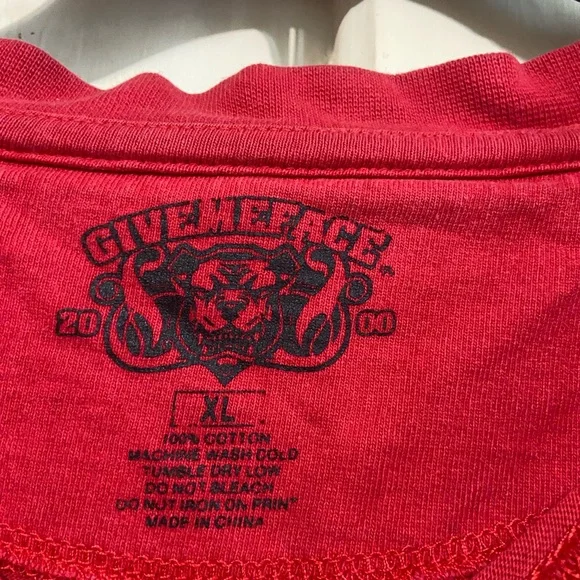 GIVEMEFACE
20 00
XL
100% COTTON
MACHINE WASH COLD
TUMBLE DRY LOW
DO NOT BLEACH
DO NOT IRON ON PRINT
MADE IN CHINA